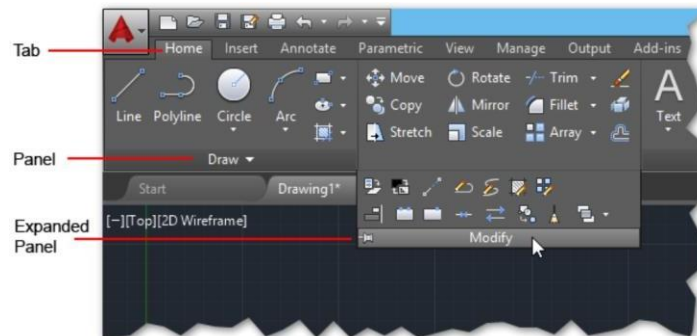 Tab
Home Insert Annotate Parametric View Manage Output Add-ins
Move Rotate Trim
Copy Mirror Fillet
Stretch Scale Array
Line Polyline Circle Arc
A
Text
Panel
Draw
Start Drawing1*
[−][Top][2D Wireframe]
Expanded
Panel
Modify